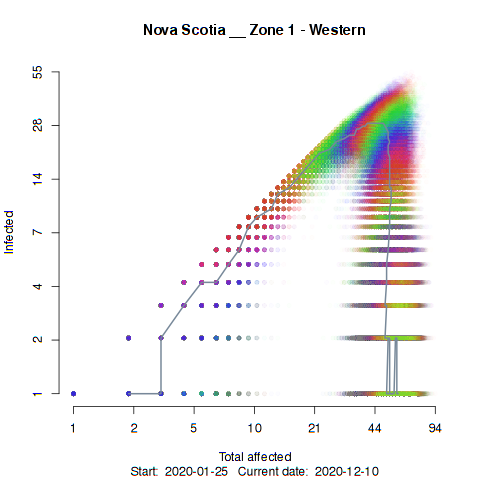 Nova Scotia __ Zone 1 - Western
55
28
14
7
4
2
1
Infected
1 2 5 10 21 44 94
Total affected
Start: 2020-01-25 Current date: 2020-12-10